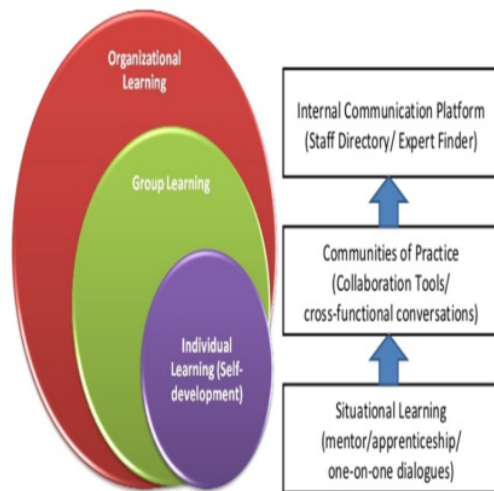 Organizational
Learning
Group Learning
Individual
Learning (Self-
development)
Internal Communication Platform
(Staff Directory/ Expert Finder)
Communities of Practice
(Collaboration Tools/
cross-functional conversations)
Situational Learning
(mentor/apprenticeship/
one-on-one dialogues)